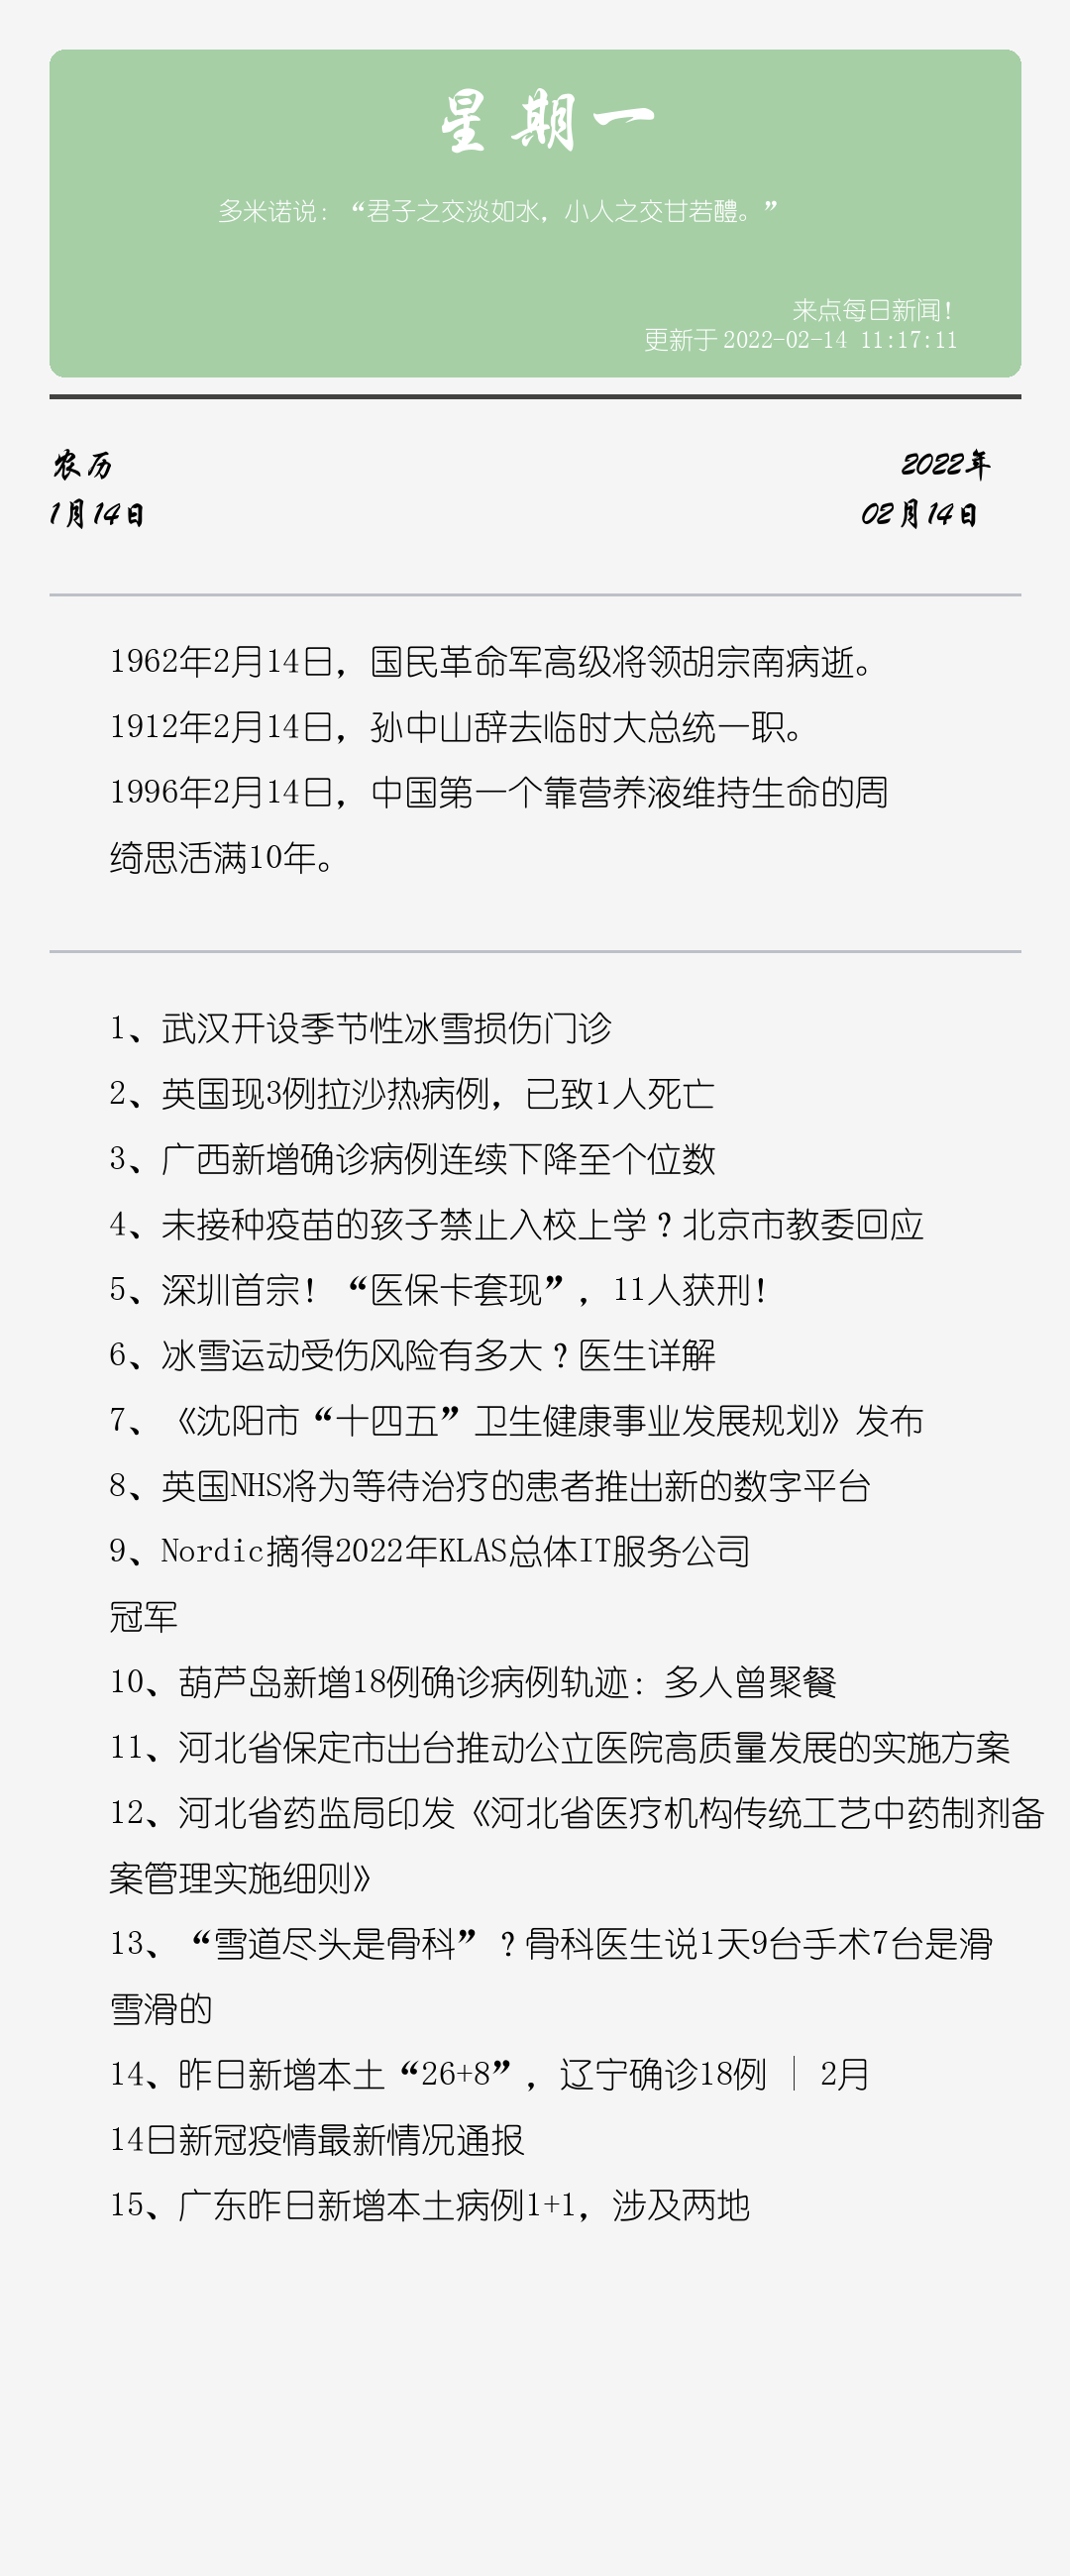 星期一
多米诺说：“君子之交淡如水，小人之交甘若醴。”
来点每日新闻！
更新于 2022-02-14 11:17:11
农历
2022年
1月14日
02月14日
1962年2月14日，国民革命军高级将领胡宗南病逝。
1912年2月14日，孙中山辞去临时大总统一职。
1996年2月14日，中国第一个靠营养液维持生命的周
绮思活满10年。
1、武汉开设季节性冰雪损伤门诊
2、英国现3例拉沙热病例，已致1人死亡
3、广西新增确诊病例连续下降至个位数
4、未接种疫苗的孩子禁止入校上学？北京市教委回应
5、深圳首宗！“医保卡套现”，11人获刑！
6、冰雪运动受伤风险有多大？医生详解
7、《沈阳市“十四五”卫生健康事业发展规划》发布
8、英国NHS将为等待治疗的患者推出新的数字平台
9、Nordic摘得2022年KLAS总体IT服务公司
冠军
10、葫芦岛新增18例确诊病例轨迹：多人曾聚餐
11、河北省保定市出台推动公立医院高质量发展的实施方案
12、河北省药监局印发《河北省医疗机构传统工艺中药制剂备
案管理实施细则》
13、“雪道尽头是骨科”？骨科医生说1天9台手术7台是滑
雪滑的
14、昨日新增本土“26+8”，辽宁确诊18例 | 2月
14日新冠疫情最新情况通报
15、广东昨日新增本土病例1+1，涉及两地